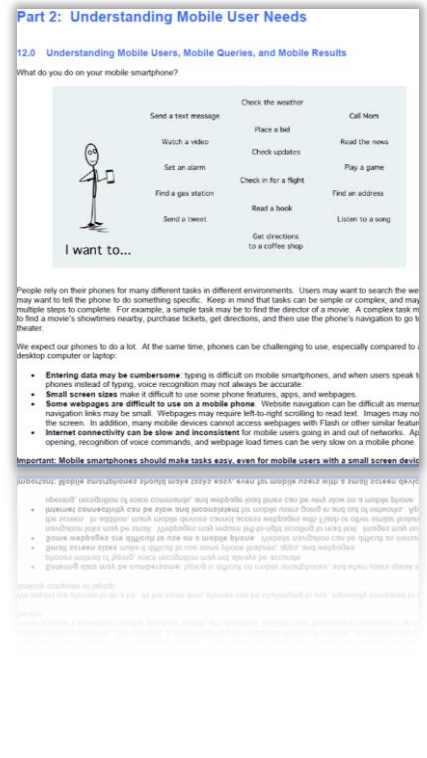 Part 2: Understanding Mobile User Needs
12.0 Understanding Mobile Users, Mobile Queries, and Mobile Results
What do you do on your mobile smartphone?
Check the weather
Send a text message
Call Mom
Place a bid
Watch a video
Read the news
Check updates
Set an alarm
Play a game
Check in for a flight
Find a gas station
Find an address
Read a book
Send a tweet
Listen to a song
Get directions
to a coffee shop
I want to...
People rely on their phones for many different tasks in different environments. Users may want to search the we
may want to tell the phone to do something specific. Keep in mind that tasks can be simple or complex, and may
multiple steps to complete. For example, a simple task may be to find the director of a movie. A complex task m
to find a movie's showtimes nearby, purchase tickets, get directions, and then use the phone's navigation to go t
theater.
We expect our phones to do a lot. At the same time, phones can be challenging to use, especially compared to a
desktop computer or laptop:
• Entering data may be cumbersome: typing is difficult on mobile smartphones, and when users speak t
phones instead of typing, voice recognition may not always be accurate.
• Small screen sizes make it difficult to use some phone features, apps, and webpages.
• Some webpages are difficult to use on a mobile phone. Website navigation can be difficult as menus
navigation links may be small. Webpages may require left-to-right scrolling to read text. Images may no
the screen. In addition, many mobile devices cannot access webpages with Flash or other similar featur
• Internet connectivity can be slow and inconsistent for mobile users going in and out of networks. Ap
opening, recognition of voice commands, and webpage load times can be very slow on a mobile phone.
Important: Mobile smartphones should make tasks easy, even for mobile users with a small screen devic